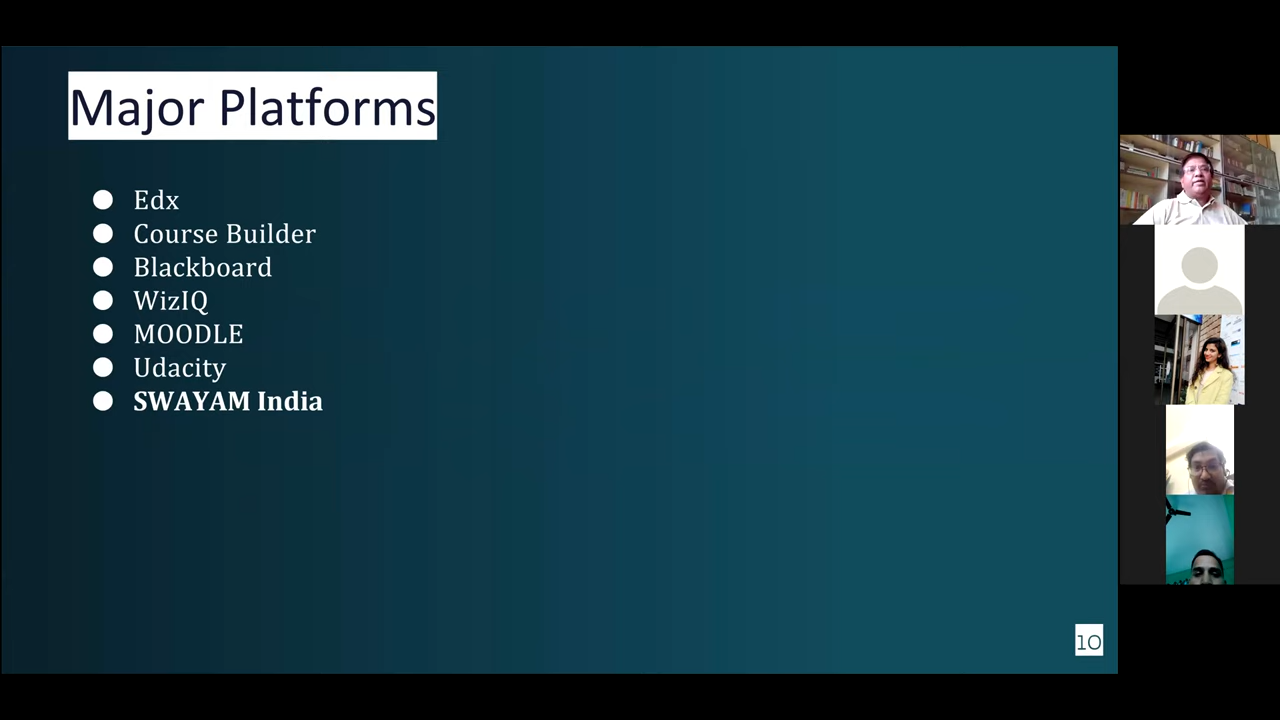 Major Platforms
Edx
Course Builder
Blackboard
WizIQ
MOODLE
Udacity
SWAYAM India
10